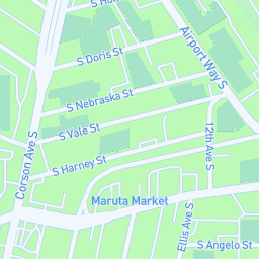 S Ho
Airport Way S
S Doris St
S Nebraska St
S Vale St
Corson Ave S
12th Ave S
S Harney St
Maruta Market
Ellis Ave S
S Angelo St